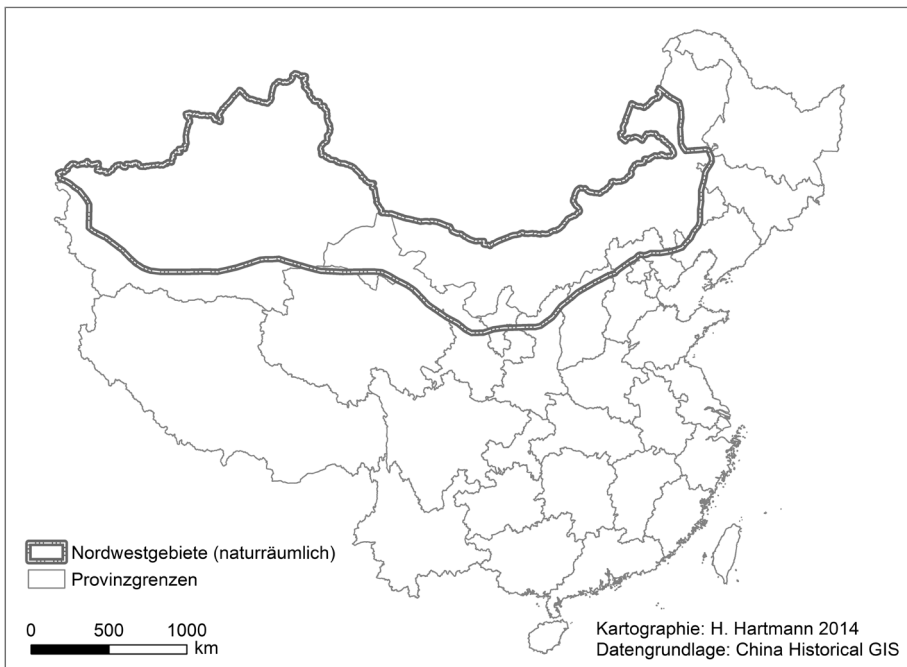 Nordwestgebiete (naturräumlich)
Provinzgrenzen
0 500 1000
km
Kartographie: H. Hartmann 2014
Datengrundlage: China Historical GIS